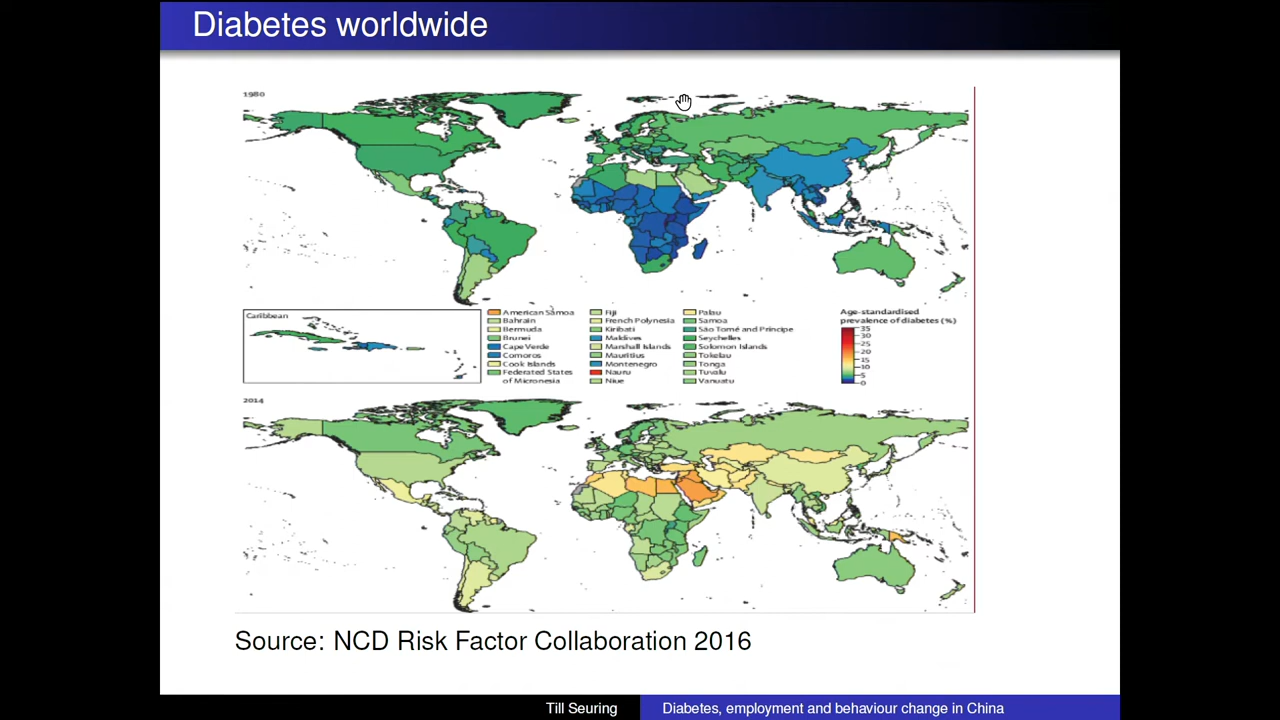 Diabetes worldwide
1980
Caribbean
American Samoa
Bahrain
Bermuda
Brunei
Cape Verde
Comoros
Cook Islands
Federated States
of Micronesia
Fiji
French Polynesia
Kiribati
Maldives
Marshall Islands
Mauritius
Montenegro
Nauru
Niue
Palau
Samoa
São Tomé and Príncipe
Seychelles
Solomon Islands
Tokelau
Tonga
Tuvalu
Vanuatu
Age-standardised
prevalence of diabetes (%)
35
30
25
20
15
10
5
0
2014
Source: NCD Risk Factor Collaboration 2016
Till Seuring
Diabetes, employment and behaviour change in China